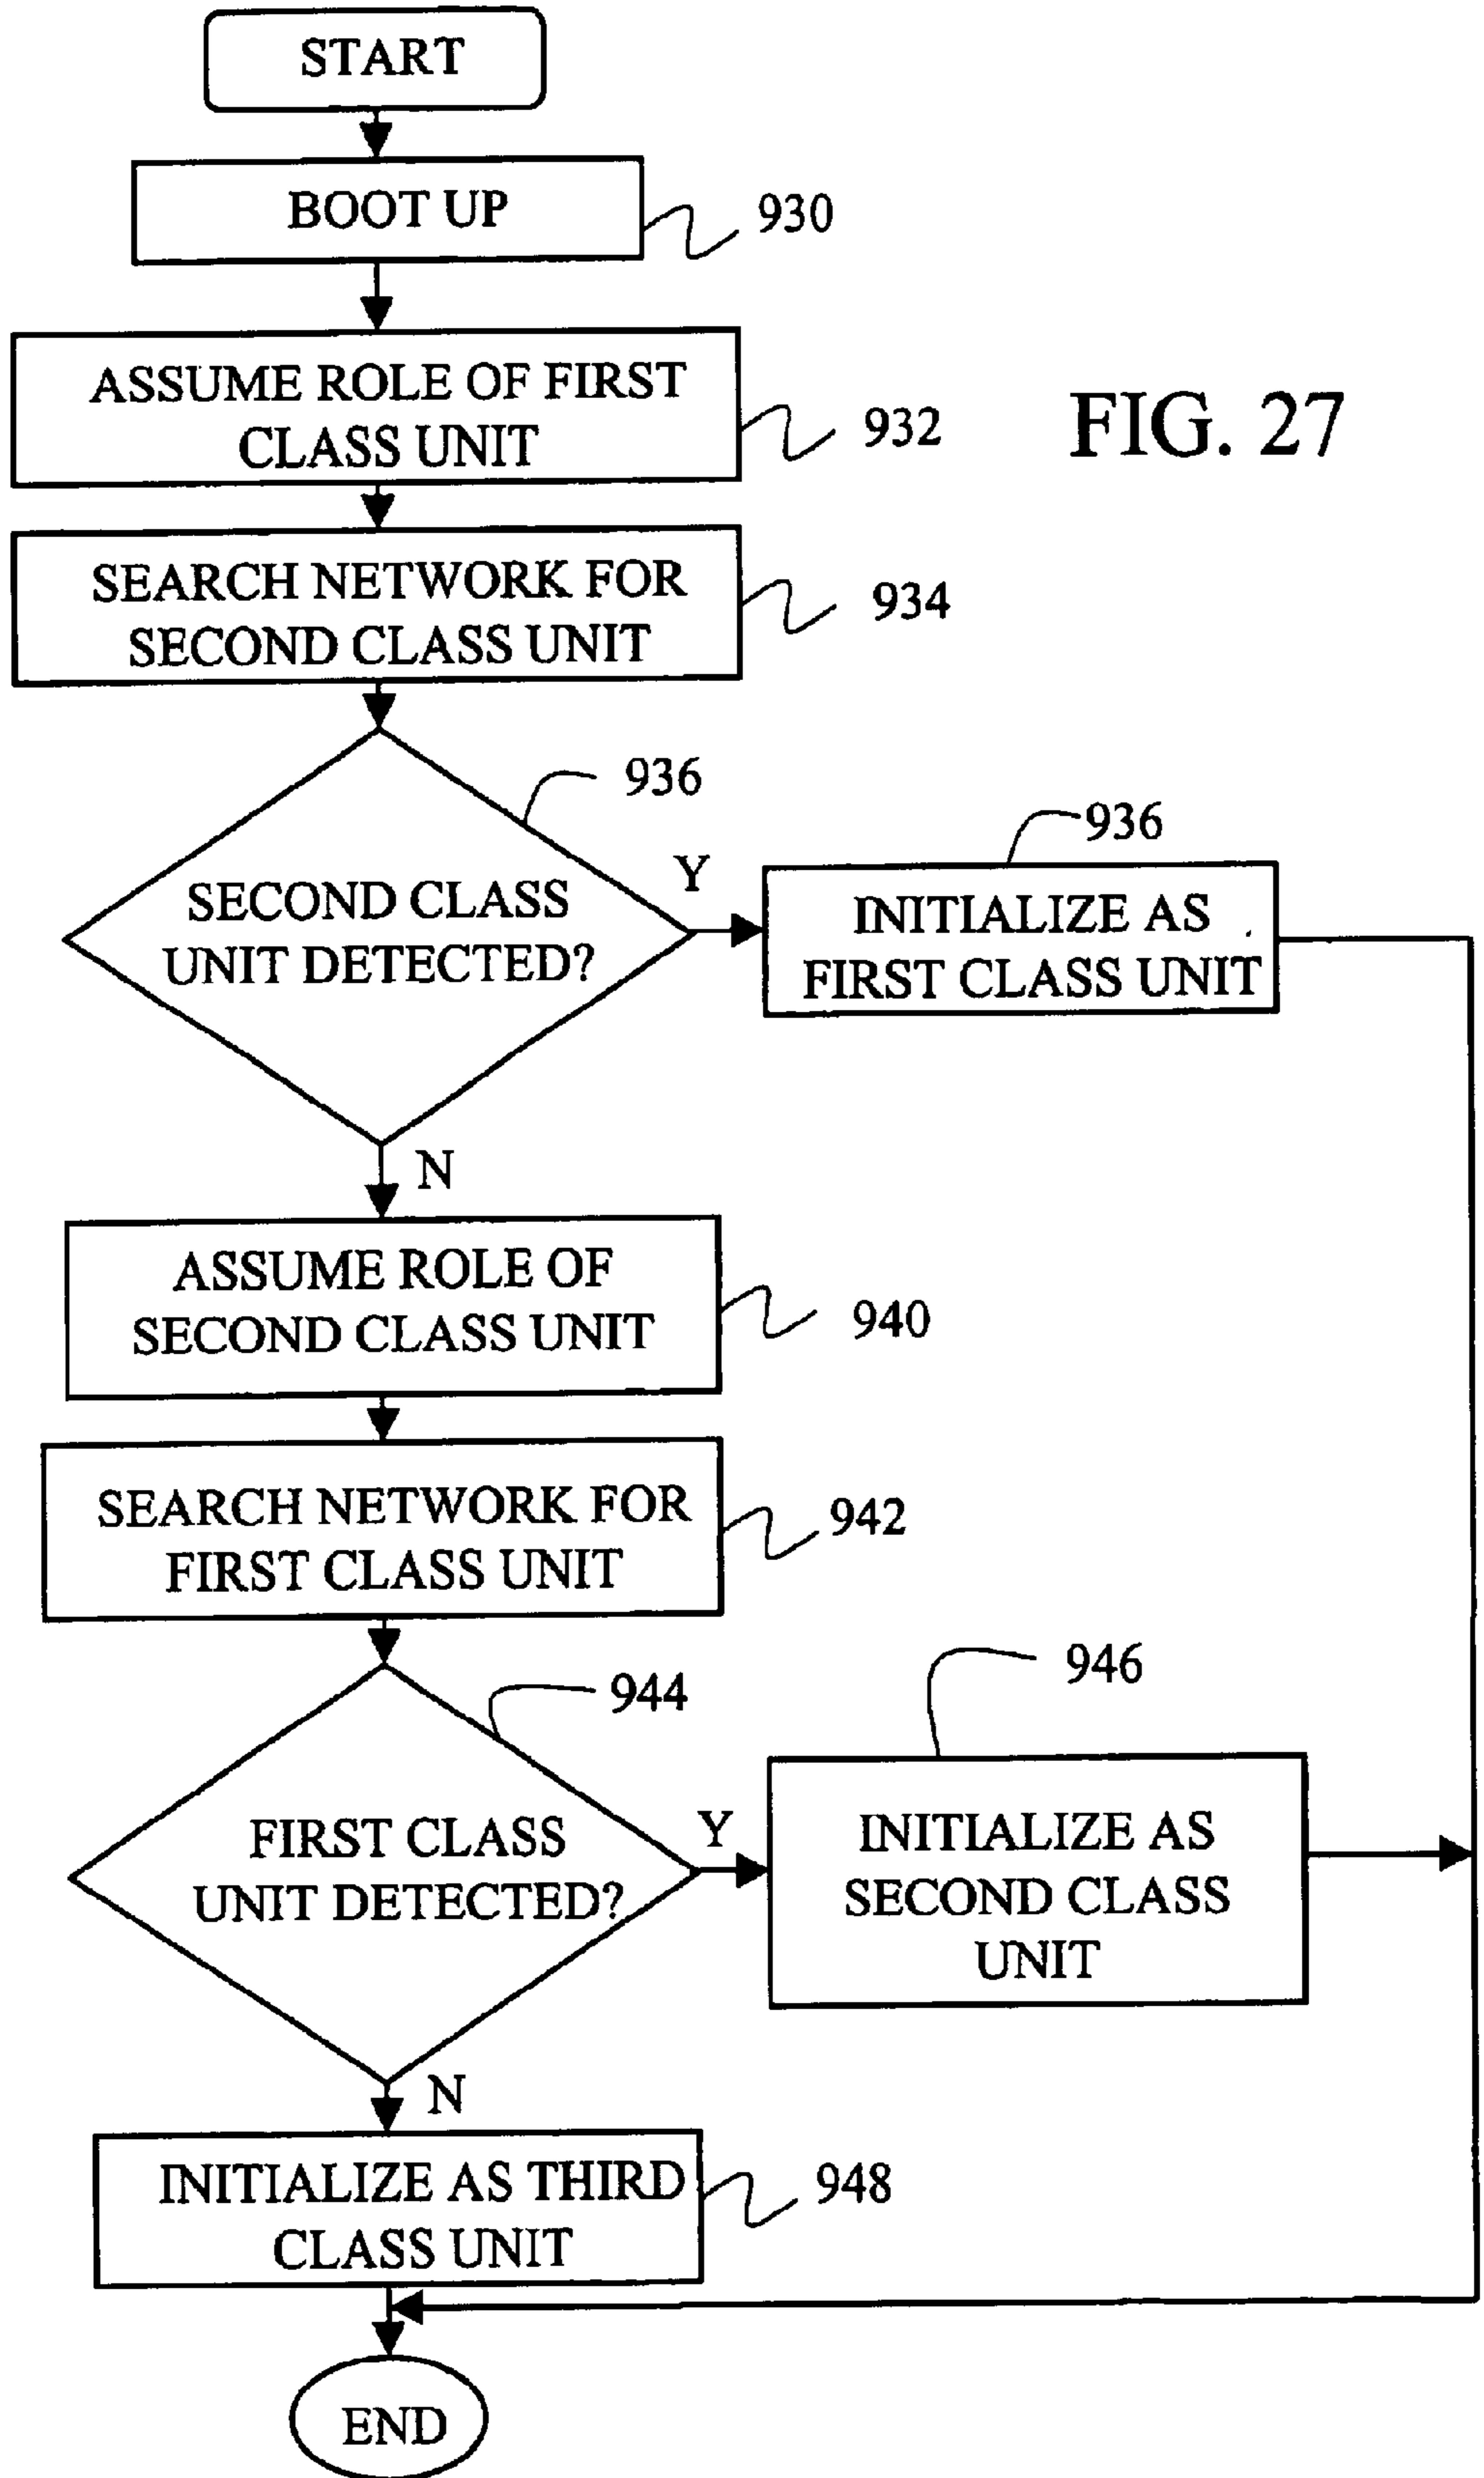 START
BOOT UP
930
ASSUME ROLE OF FIRST
CLASS UNIT
932
FIG. 27
SEARCH NETWORK FOR
SECOND CLASS UNIT
934
936
SECOND CLASS
UNIT DETECTED?
Y
936
INITIALIZE AS
FIRST CLASS UNIT
N
ASSUME ROLE OF
SECOND CLASS UNIT
940
SEARCH NETWORK FOR
FIRST CLASS UNIT
942
944
FIRST CLASS
UNIT DETECTED?
Y
946
INITIALIZE AS
SECOND CLASS
UNIT
N
INITIALIZE AS THIRD
CLASS UNIT
948
END